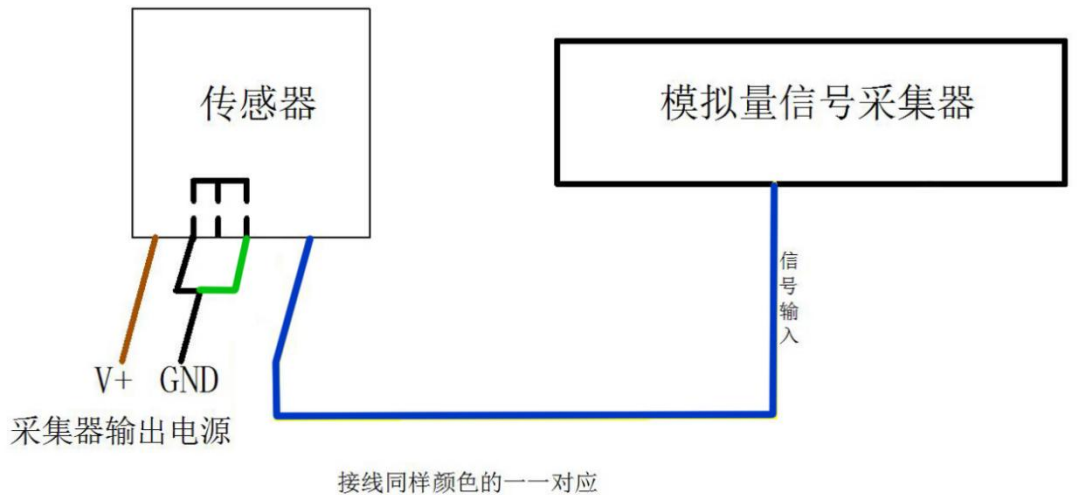 传感器
模拟量信号采集器
信号输入
V+ GND
采集器输出电源
接线同样颜色的一一对应